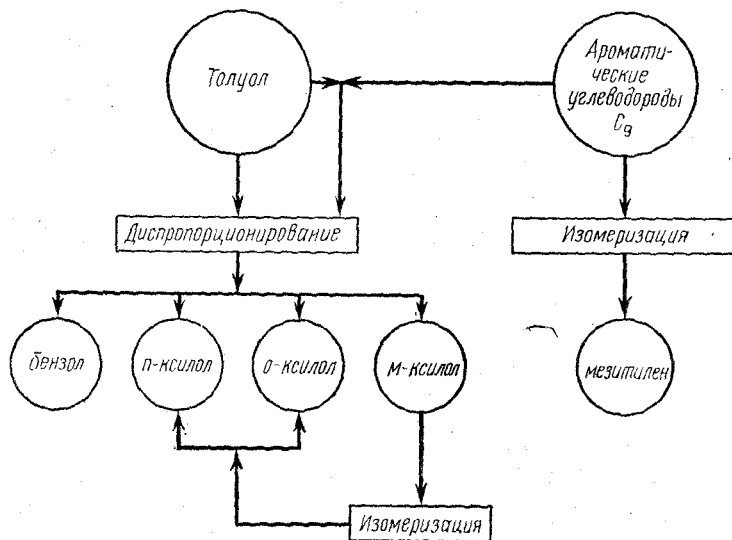 Толуол
Аромати-
ческие
углеводороды
C₉
Диспропорционирование
Изомеризация
бензол
п-ксилол
о-ксилол
м-ксилол
мезитилен
Изомеризация